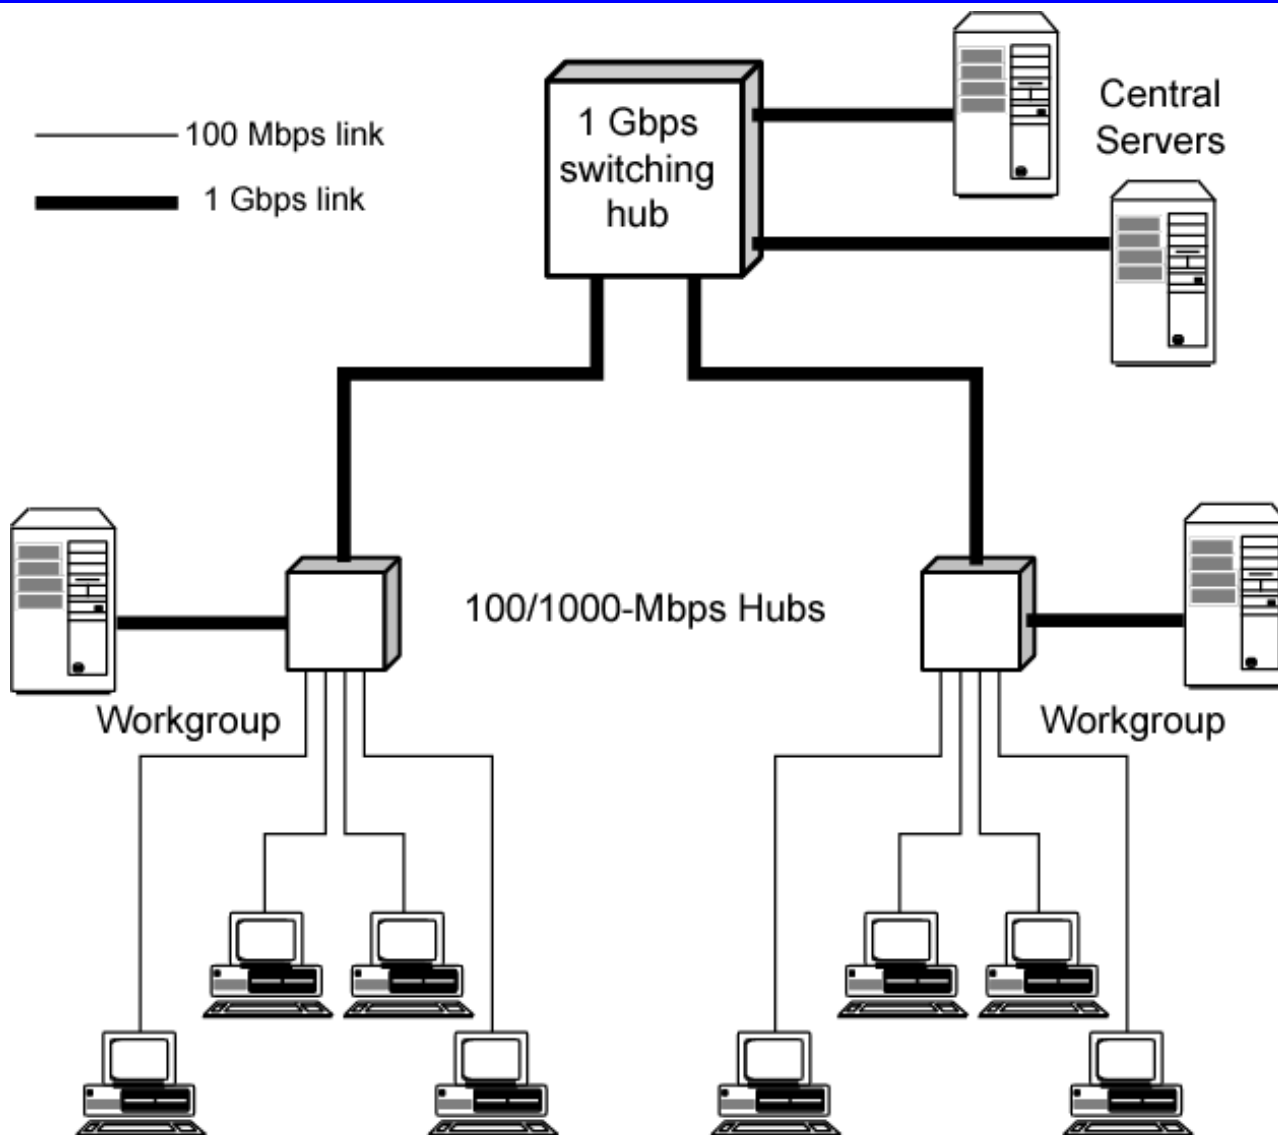 100 Mbps link
1 Gbps link
1 Gbps
switching
hub
Central
Servers
100/1000-Mbps Hubs
Workgroup
Workgroup